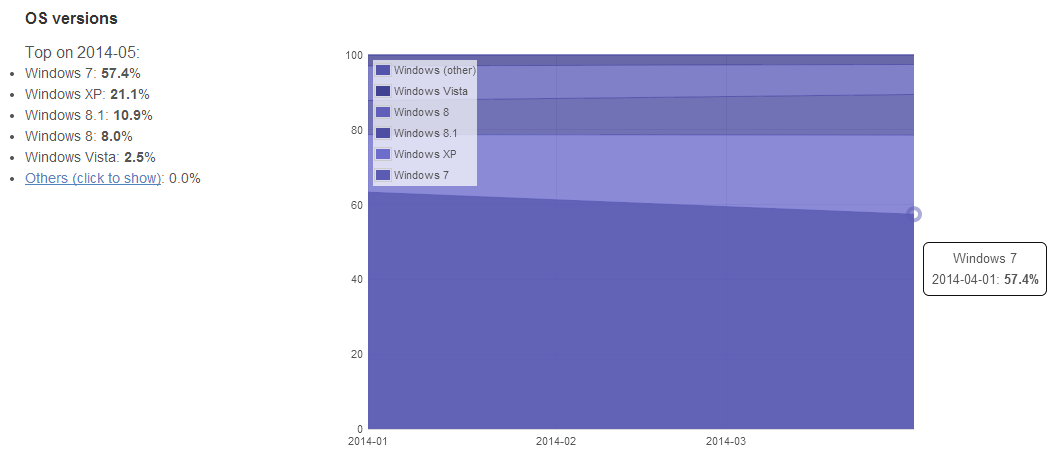 OS versions
Top on 2014-05:
Windows 7: 57.4%
Windows XP: 21.1%
Windows 8.1: 10.9%
Windows 8: 8.0%
Windows Vista: 2.5%
Others (click to show): 0.0%
100
80
60
40
20
0
Windows (other)
Windows Vista
Windows 8
Windows 8.1
Windows XP
Windows 7
Windows 7
2014-04-01: 57.4%
2014-01
2014-02
2014-03